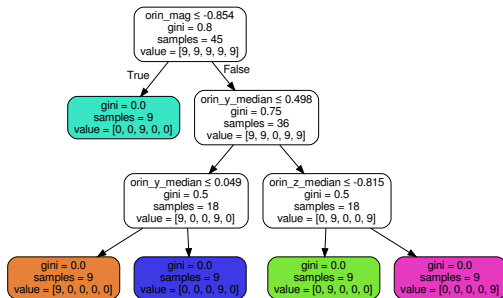 orin_mag ≤ -0.854
gini = 0.8
samples = 45
value = [9, 9, 9, 9, 9]
True
False
gini = 0.0
samples = 9
value = [0, 0, 9, 0, 0]
orin_y_median ≤ 0.498
gini = 0.75
samples = 36
value = [9, 9, 0, 9, 9]
orin_y_median ≤ 0.049
gini = 0.5
samples = 18
value = [9, 0, 0, 9, 0]
orin_z_median ≤ -0.815
gini = 0.5
samples = 18
value = [0, 9, 0, 0, 9]
gini = 0.0
samples = 9
value = [9, 0, 0, 0, 0]
gini = 0.0
samples = 9
value = [0, 0, 0, 9, 0]
gini = 0.0
samples = 9
value = [0, 9, 0, 0, 0]
gini = 0.0
samples = 9
value = [0, 0, 0, 0, 9]